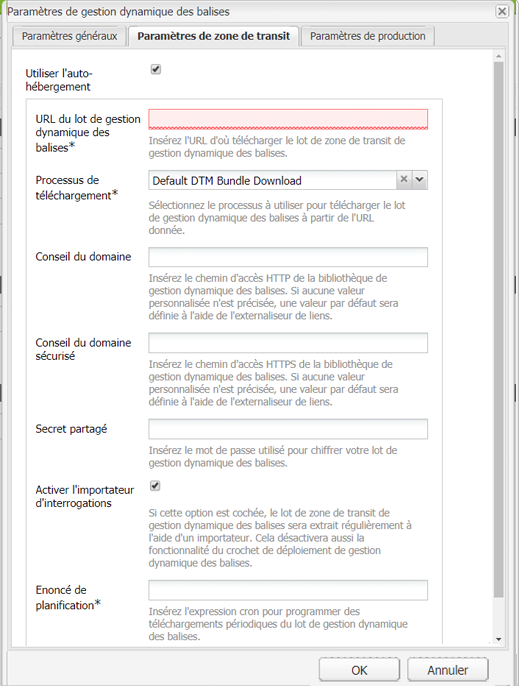 Paramètres de gestion dynamique des balises
Paramètres généraux
Paramètres de zone de transit
Paramètres de production
Utiliser l'auto-
hébergement
URL du lot de gestion
dynamique des
balises*
Insérez l'URL d'où télécharger le lot de zone de transit de
gestion dynamique des balises.
Processus de
téléchargement*
Default DTM Bundle Download
Sélectionnez le processus à utiliser pour télécharger le lot
de gestion dynamique des balises à partir de l'URL
donnée.
Conseil du domaine
Insérez le chemin d'accès HTTP de la bibliothèque de
gestion dynamique des balises. Si aucune valeur
personnalisée n'est précisée, une valeur par défaut sera
définie à l'aide de l'externaliseur de liens.
Conseil du domaine
sécurisé
Insérez le chemin d'accès HTTPS de la bibliothèque de
gestion dynamique des balises. Si aucune valeur
personnalisée n'est précisée, une valeur par défaut sera
définie à l'aide de l'externaliseur de liens.
Secret partagé
Insérez le mot de passe utilisé pour chiffrer votre lot de
gestion dynamique des balises.
Activer l'importateur
d'interrogations
Si cette option est cochée, le lot de zone de transit de
gestion dynamique des balises sera extrait régulièrement à
l'aide d'un importateur. Cela désactivera aussi la
fonctionnalité du crochet de déploiement de gestion
dynamique des balises.
Enoncé de
planification*
Insérez l'expression cron pour programmer des
téléchargements périodiques du lot de gestion dynamique
des balises.
OK
Annuler